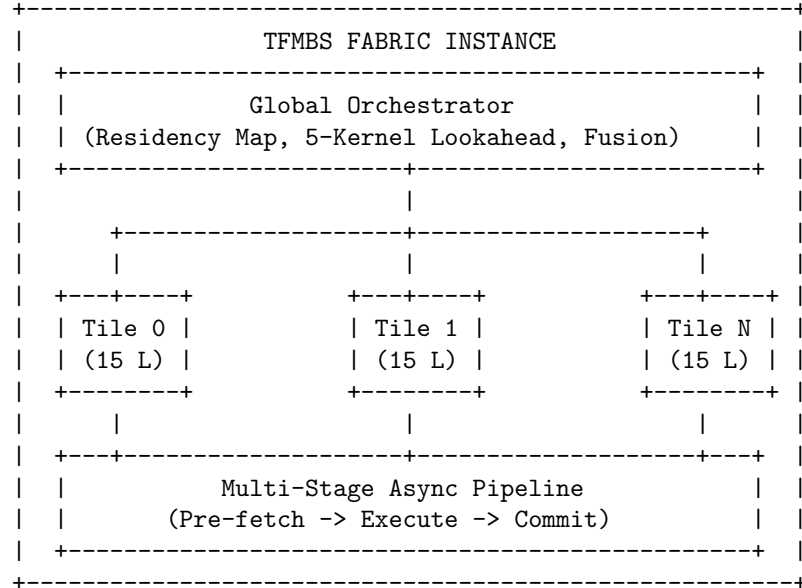 TFMBS FABRIC INSTANCE
Global Orchestrator
(Residency Map, 5-Kernel Lookahead, Fusion)
Tile 0 Tile 1 Tile N
(15 L) (15 L) (15 L)
Multi-Stage Async Pipeline
(Pre-fetch -> Execute -> Commit)